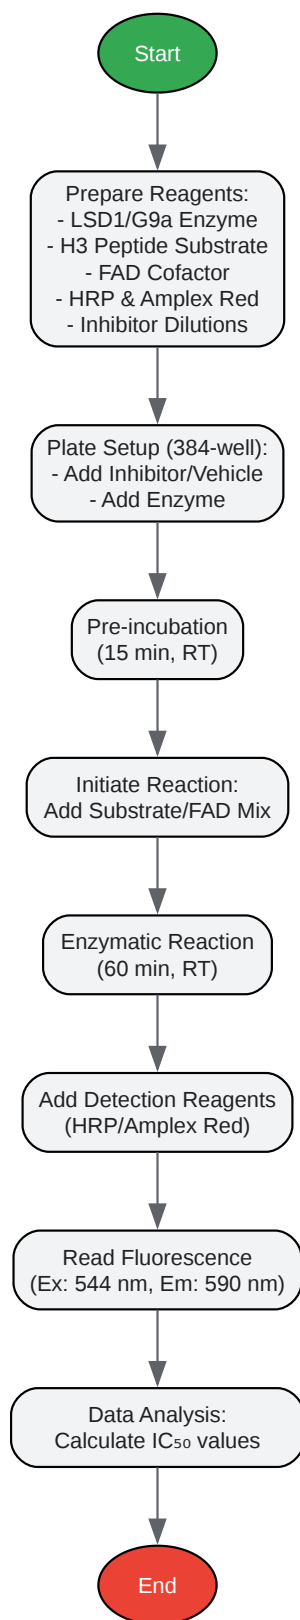 Start
Prepare Reagents:
- LSD1/G9a Enzyme
- H3 Peptide Substrate
- FAD Cofactor
- HRP & Amplex Red
- Inhibitor Dilutions
Plate Setup (384-well):
- Add Inhibitor/Vehicle
- Add Enzyme
Pre-incubation
(15 min, RT)
Initiate Reaction:
Add Substrate/FAD Mix
Enzymatic Reaction
(60 min, RT)
Add Detection Reagents
(HRP/Amplex Red)
Read Fluorescence
(Ex: 544 nm, Em: 590 nm)
Data Analysis:
Calculate IC₅₀ values
End